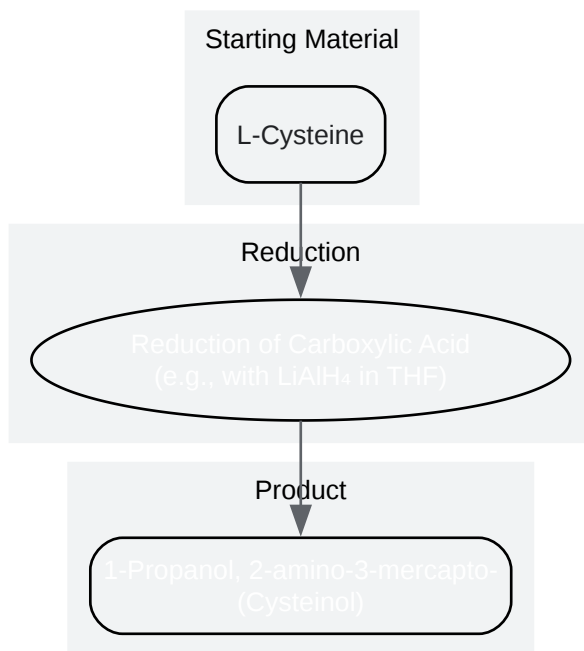 Starting Material
L-Cysteine
Reduction
Reduction of Carboxylic Acid
(e.g., with LiAlH₄ in THF)
Product
1-Propanol, 2-amino-3-mercapto-
(Cysteinol)